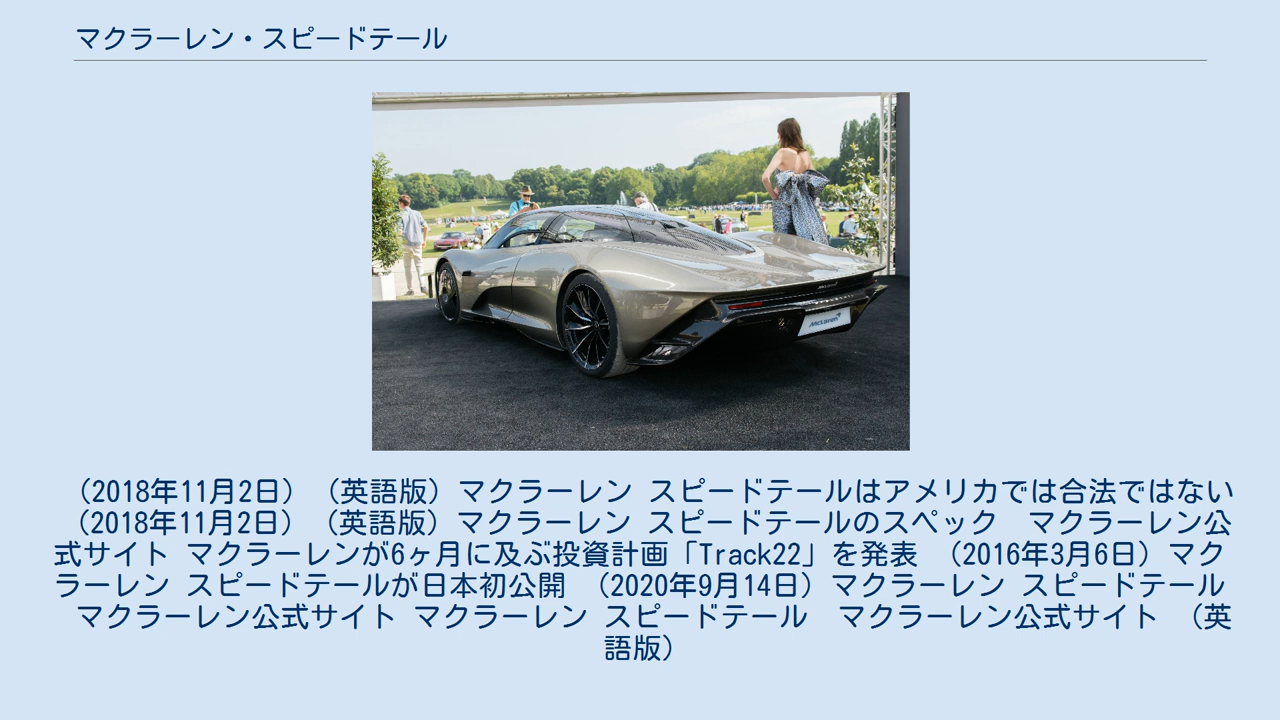 マクラーレン・スピードテール
McLaren
（2018年11月2日）（英語版）マクラーレン スピードテールはアメリカでは合法ではない
（2018年11月2日）（英語版）マクラーレン スピードテールのスペック　マクラーレン公
式サイト マクラーレンが6ヶ月に及ぶ投資計画「Track22」を発表 （2016年3月6日）マク
ラーレン スピードテールが日本初公開 （2020年9月14日）マクラーレン スピードテール
マクラーレン公式サイト マクラーレン スピードテール　マクラーレン公式サイト （英
語版）